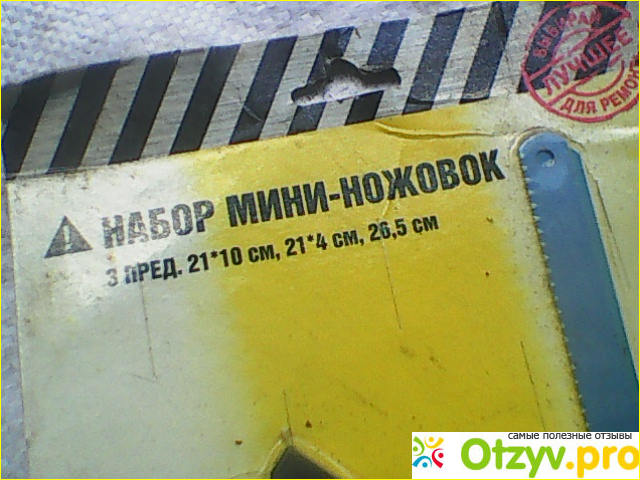 ВЫБИРАЙ
ЛУЧШЕЕ
ДЛЯ РЕМОН
НАБОР МИНИ-НОЖОВОК
3 ПРЕД. 21*10 см, 21*4 см, 26,5 см
самые полезные отзывы
Otzyv.pro